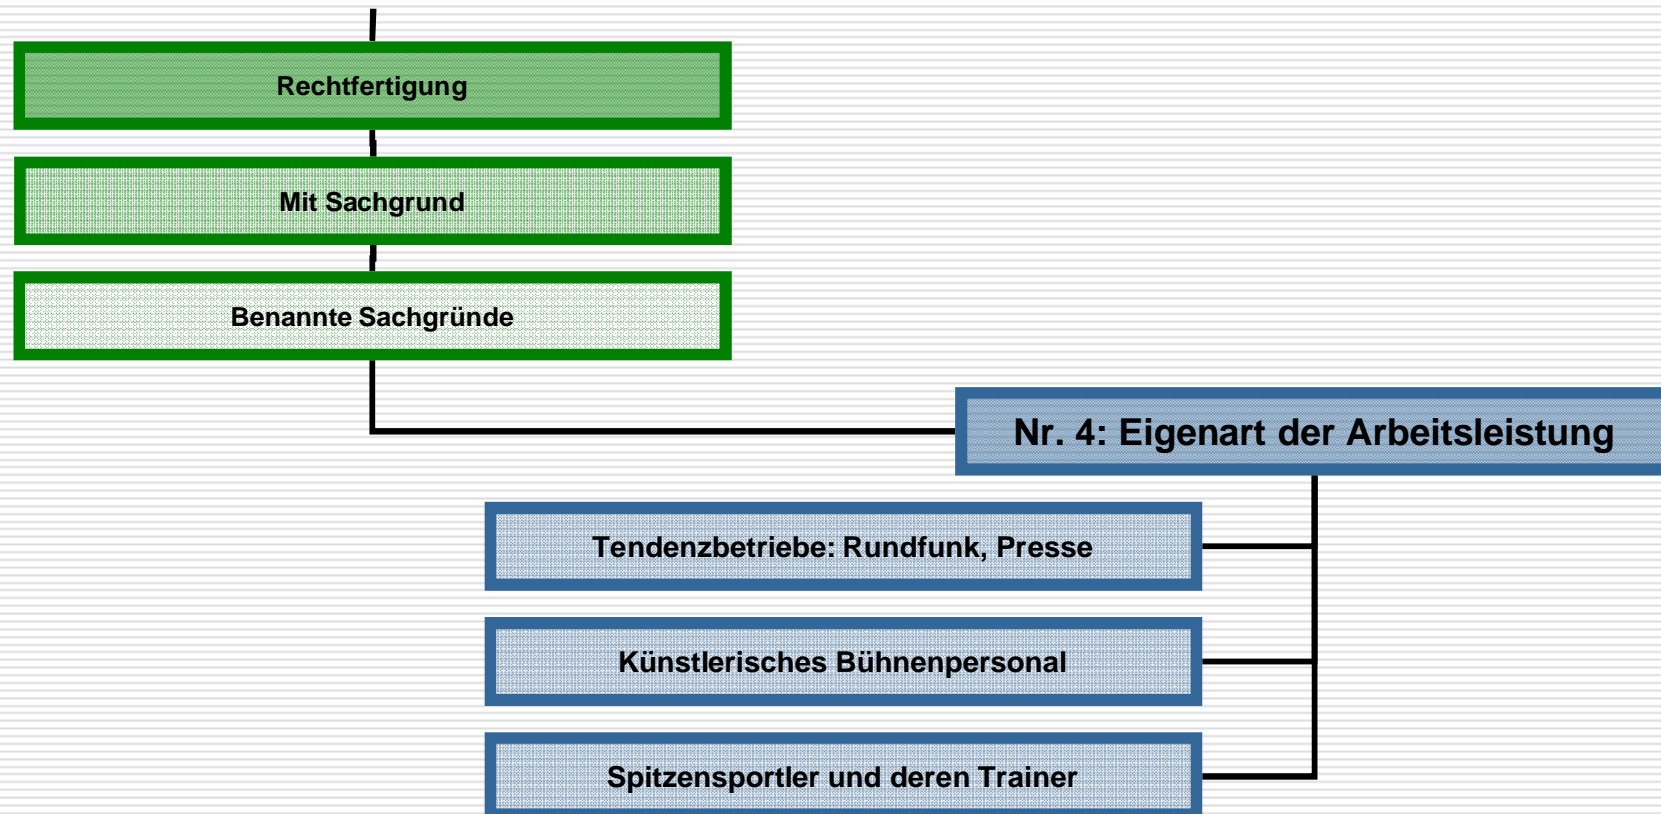 Rechtfertigung
Mit Sachgrund
Benannte Sachgründe
Nr. 4: Eigenart der Arbeitsleistung
Tendenzbetriebe: Rundfunk, Presse
Künstlerisches Bühnenpersonal
Spitzensportler und deren Trainer